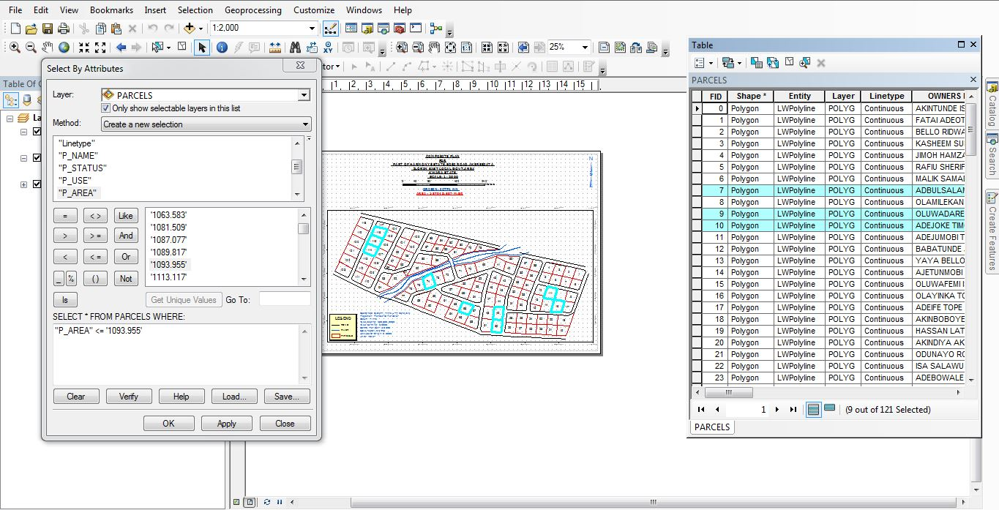 File Edit View Bookmarks Insert Selection Geoprocessing Customize Windows Help
1:2,000
25%
Select By Attributes
Layer: PARCELS
Only show selectable layers in this list
Method: Create a new selection
"Linetype"
"P_NAME"
"P_STATUS"
"P_USE"
"P_AREA"
= < > Like
> > = And
< < = Or
_ % ( ) Not
Is
'1063.583'
'1081.509'
'1087.077'
'1089.817'
'1093.955'
'1113.117'
Get Unique Values Go To:
SELECT * FROM PARCELS WHERE:
"P_AREA" <= '1093.955'
Clear Verify Help Load... Save...
OK Apply Close
Table Of
La
tor
1 2 3 4 5 6 7 8 9 10 11 12 13 14 15
COMPOSITE PLAN
FOR
KWARA STATE
SCALE: 1 : 2000
N
LEGEND
Table
PARCELS
FID Shape * Entity Layer Linetype OWNERS
0 Polygon LWPolyline POLYG Continuous AKINTUNDE IS
1 Polygon LWPolyline POLYG Continuous FATAI ADEOT
2 Polygon LWPolyline POLYG Continuous BELLO RIDWA
3 Polygon LWPolyline POLYG Continuous KASHEEM SU
4 Polygon LWPolyline POLYG Continuous JIMOH HAMZA
5 Polygon LWPolyline POLYG Continuous RAFIU SHERIF
6 Polygon LWPolyline POLYG Continuous MALIK SAMAI
7 Polygon LWPolyline POLYG Continuous ADBULSALAI
8 Polygon LWPolyline POLYG Continuous OLAMILEKAN
9 Polygon LWPolyline POLYG Continuous OLUWADARE
10 Polygon LWPolyline POLYG Continuous ADEJOKE TIM
11 Polygon LWPolyline POLYG Continuous ADEJUMOBI T
12 Polygon LWPolyline POLYG Continuous BABATUNDE
13 Polygon LWPolyline POLYG Continuous YAYA BELLO
14 Polygon LWPolyline POLYG Continuous AJETUNMOBI
15 Polygon LWPolyline POLYG Continuous OLUWAFEMI I
16 Polygon LWPolyline POLYG Continuous OLAYINKA TO
17 Polygon LWPolyline POLYG Continuous ADEIFE TOPE
18 Polygon LWPolyline POLYG Continuous AKINBOBOYE
19 Polygon LWPolyline POLYG Continuous HASSAN LAT
20 Polygon LWPolyline POLYG Continuous AKINDIYA AK
21 Polygon LWPolyline POLYG Continuous ODUNAYO RO
22 Polygon LWPolyline POLYG Continuous ISA SALAWU
23 Polygon LWPolyline POLYG Continuous ADEBOWALE
1 (9 out of 121 Selected)
PARCELS
Catalog
Search
Create Features